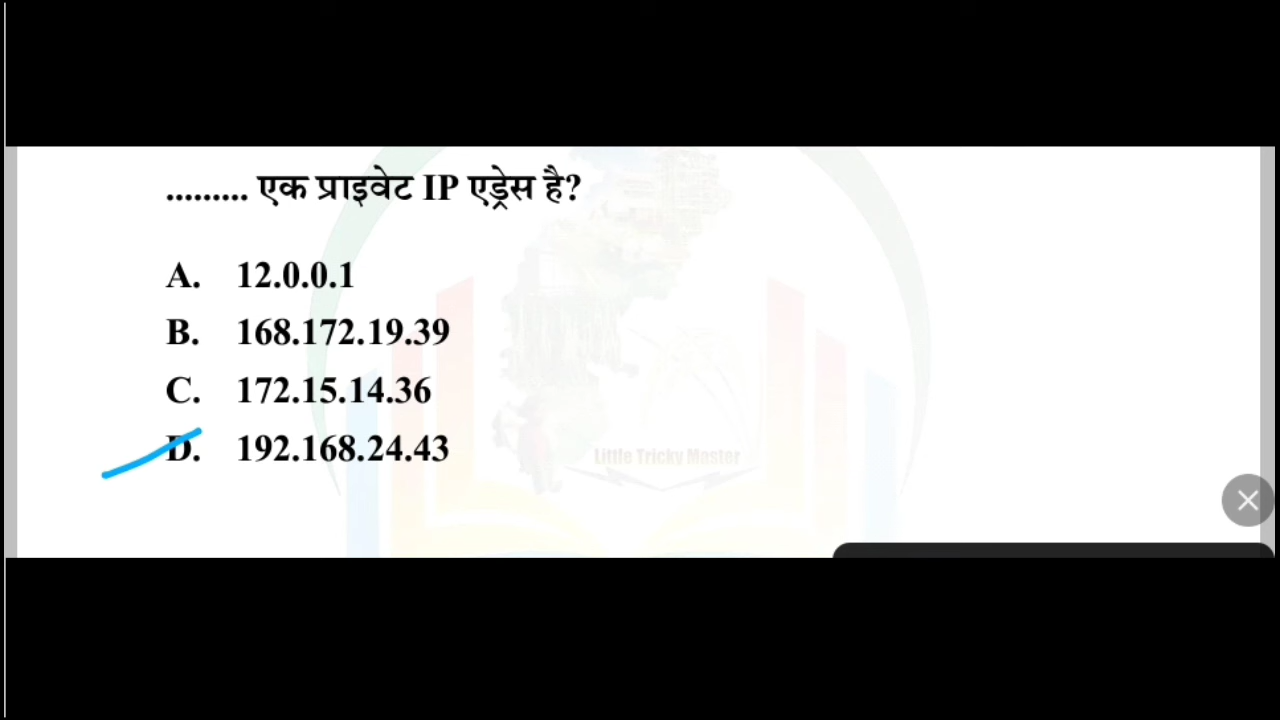 ......... एक प्राइवेट IP एड्रेस है?
A. 12.0.0.1
B. 168.172.19.39
C. 172.15.14.36
D. 192.168.24.43
Little Tricky Master